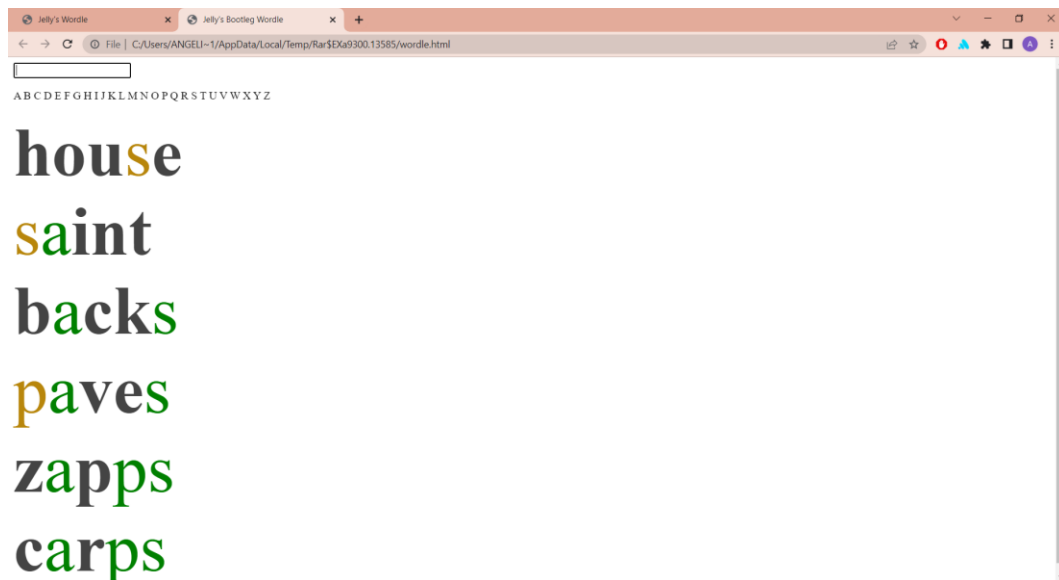 Jelly's Wordle
Jelly's Bootleg Wordle
File | C:/Users/ANGELI~1/AppData/Local/Temp/Rar$EXa9300.13585/wordle.html
A
A B C D E F G H I J K L M N O P Q R S T U V W X Y Z
house
saint
backs
paves
zapps
carps